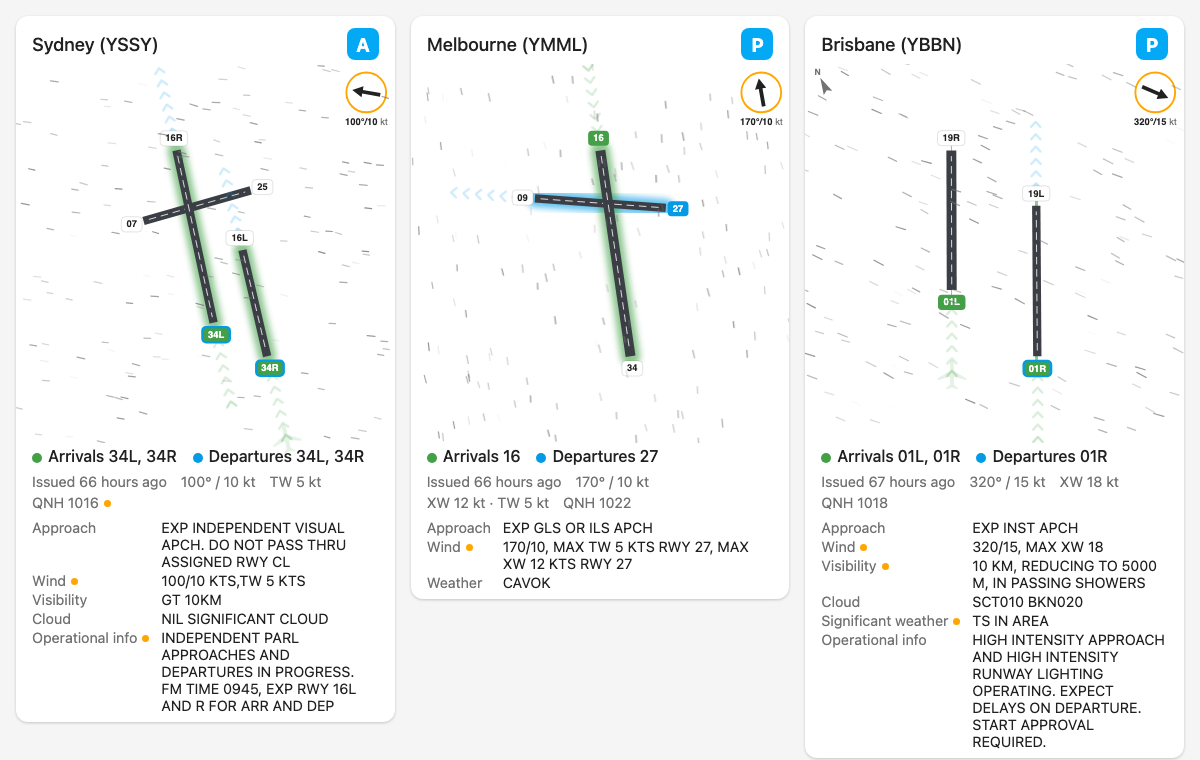 Sydney (YSSY)
A
100°/10 kt
16R
25
07
16L
34L
34R
Arrivals 34L, 34R Departures 34L, 34R
Issued 66 hours ago 100° / 10 kt TW 5 kt
QNH 1016
Approach EXP INDEPENDENT VISUAL
APCH. DO NOT PASS THRU
ASSIGNED RWY CL
Wind 100/10 KTS,TW 5 KTS
Visibility GT 10KM
Cloud NIL SIGNIFICANT CLOUD
Operational info INDEPENDENT PARL
APPROACHES AND
DEPARTURES IN PROGRESS.
FM TIME 0945, EXP RWY 16L
AND R FOR ARR AND DEP
Melbourne (YMML)
P
170°/10 kt
16
09
27
34
Arrivals 16 Departures 27
Issued 66 hours ago 170° / 10 kt
XW 12 kt · TW 5 kt QNH 1022
Approach EXP GLS OR ILS APCH
Wind 170/10, MAX TW 5 KTS RWY 27, MAX
XW 12 KTS RWY 27
Weather CAVOK
Brisbane (YBBN)
P
N
320°/15 kt
19R
19L
01L
01R
Arrivals 01L, 01R Departures 01R
Issued 67 hours ago 320° / 15 kt XW 18 kt
QNH 1018
Approach EXP INST APCH
Wind 320/15, MAX XW 18
Visibility 10 KM, REDUCING TO 5000
M, IN PASSING SHOWERS
Cloud SCT010 BKN020
Significant weather TS IN AREA
Operational info HIGH INTENSITY APPROACH
AND HIGH INTENSITY
RUNWAY LIGHTING
OPERATING. EXPECT
DELAYS ON DEPARTURE.
START APPROVAL
REQUIRED.